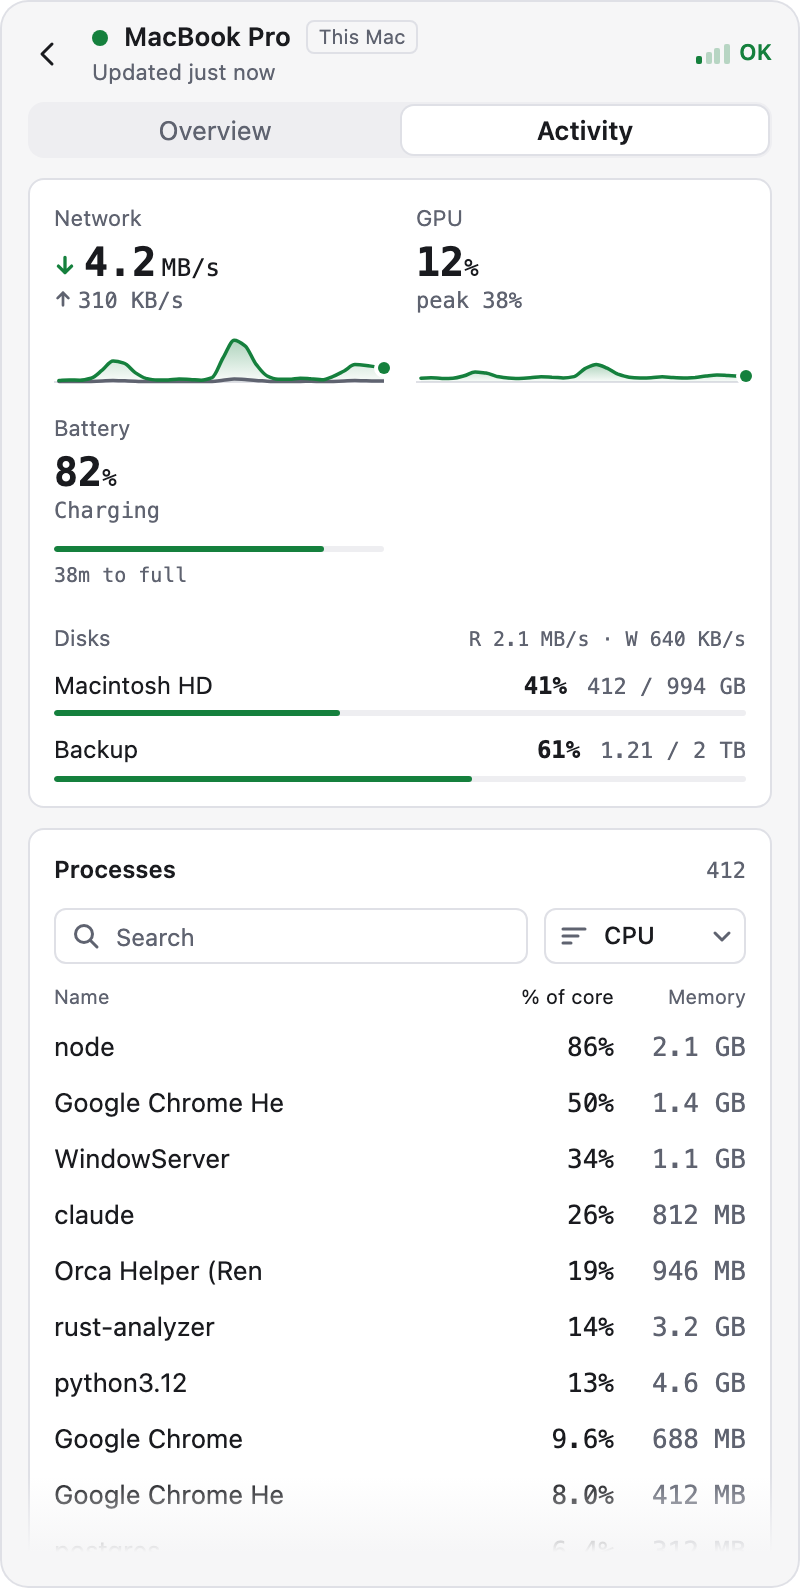 MacBook Pro This Mac
Updated just now
OK
Overview Activity
Network
↓ 4.2 MB/s
↑ 310 KB/s
GPU
12%
peak 38%
Battery
82%
Charging
38m to full
Disks R 2.1 MB/s · W 640 KB/s
Macintosh HD 41% 412 / 994 GB
Backup 61% 1.21 / 2 TB
Processes 412
Search CPU
Name % of core Memory
node 86% 2.1 GB
Google Chrome He 50% 1.4 GB
WindowServer 34% 1.1 GB
claude 26% 812 MB
Orca Helper (Ren 19% 946 MB
rust-analyzer 14% 3.2 GB
python3.12 13% 4.6 GB
Google Chrome 9.6% 688 MB
Google Chrome He 8.0% 412 MB